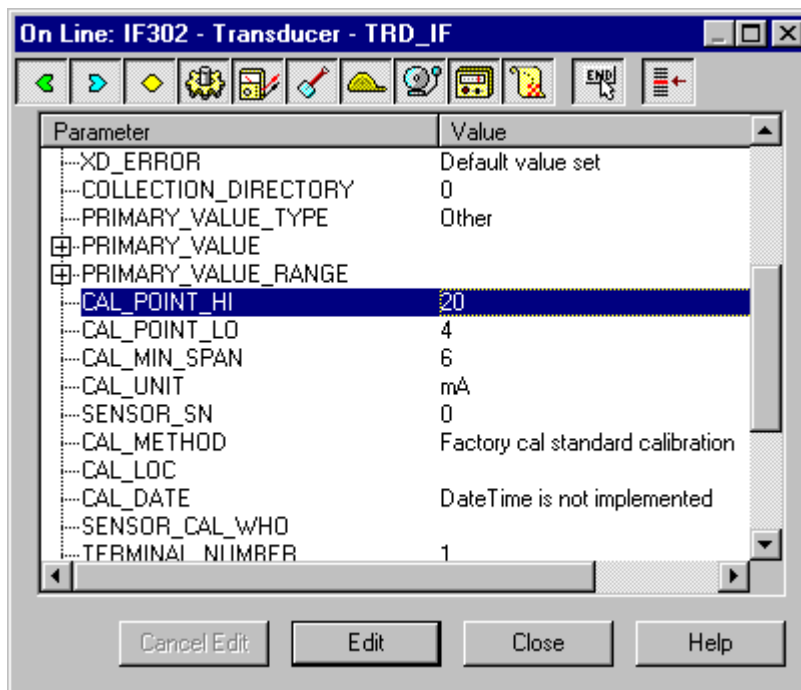 On Line: IF302 - Transducer - TRD_IF
END
Parameter Value
XD_ERROR Default value set
COLLECTION_DIRECTORY 0
PRIMARY_VALUE_TYPE Other
PRIMARY_VALUE
PRIMARY_VALUE_RANGE
CAL_POINT_HI 20
CAL_POINT_LO 4
CAL_MIN_SPAN 6
CAL_UNIT mA
SENSOR_SN 0
CAL_METHOD Factory cal standard calibration
CAL_LOC
CAL_DATE DateTime is not implemented
SENSOR_CAL_WHO
TERMINAL_NUMBER 1
Cancel Edit Edit Close Help